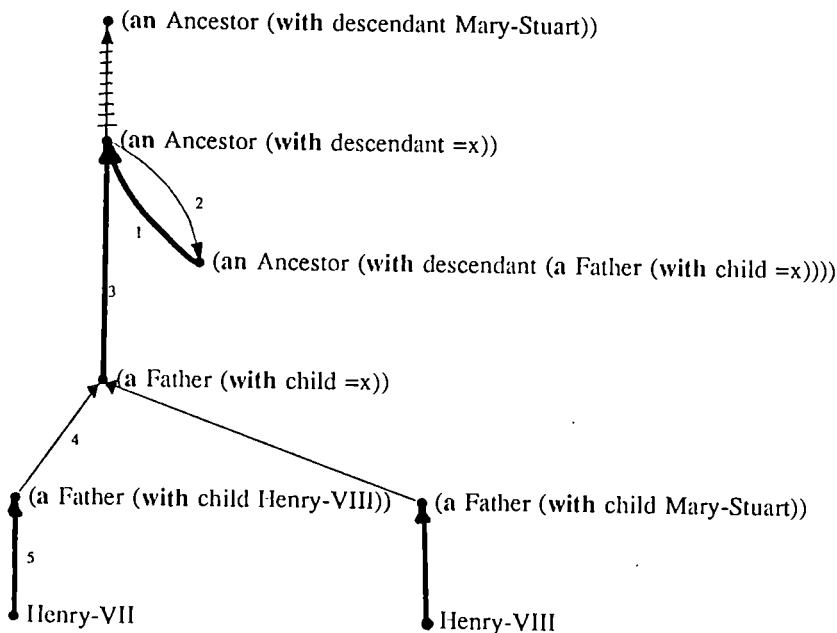 (an Ancestor (with descendant Mary-Stuart))
(an Ancestor (with descendant =x))
2
1
(an Ancestor (with descendant (a Father (with child =x))))
3
(a Father (with child =x))
4
(a Father (with child Henry-VIII))
(a Father (with child Mary-Stuart))
5
Henry-VII
Henry-VIII